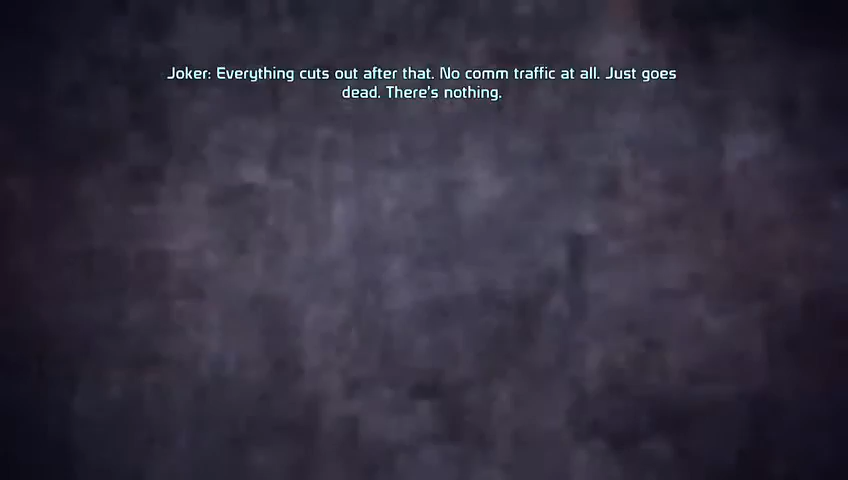 Joker: Everything cuts out after that. No comm traffic at all. Just goes
dead. There's nothing.